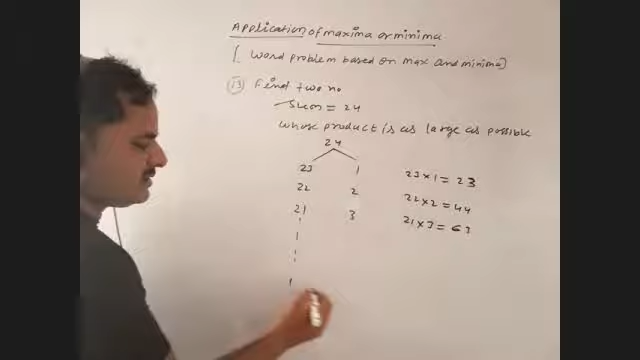 Application of maxima or minima
[ Word problem based on max and minima]
(13) Find two no
Sum = 24
whose product is as large as possible
24
23 1 23 x 1 = 23
22 2 22 x 2 = 44
21 3 21 x 3 = 63
1